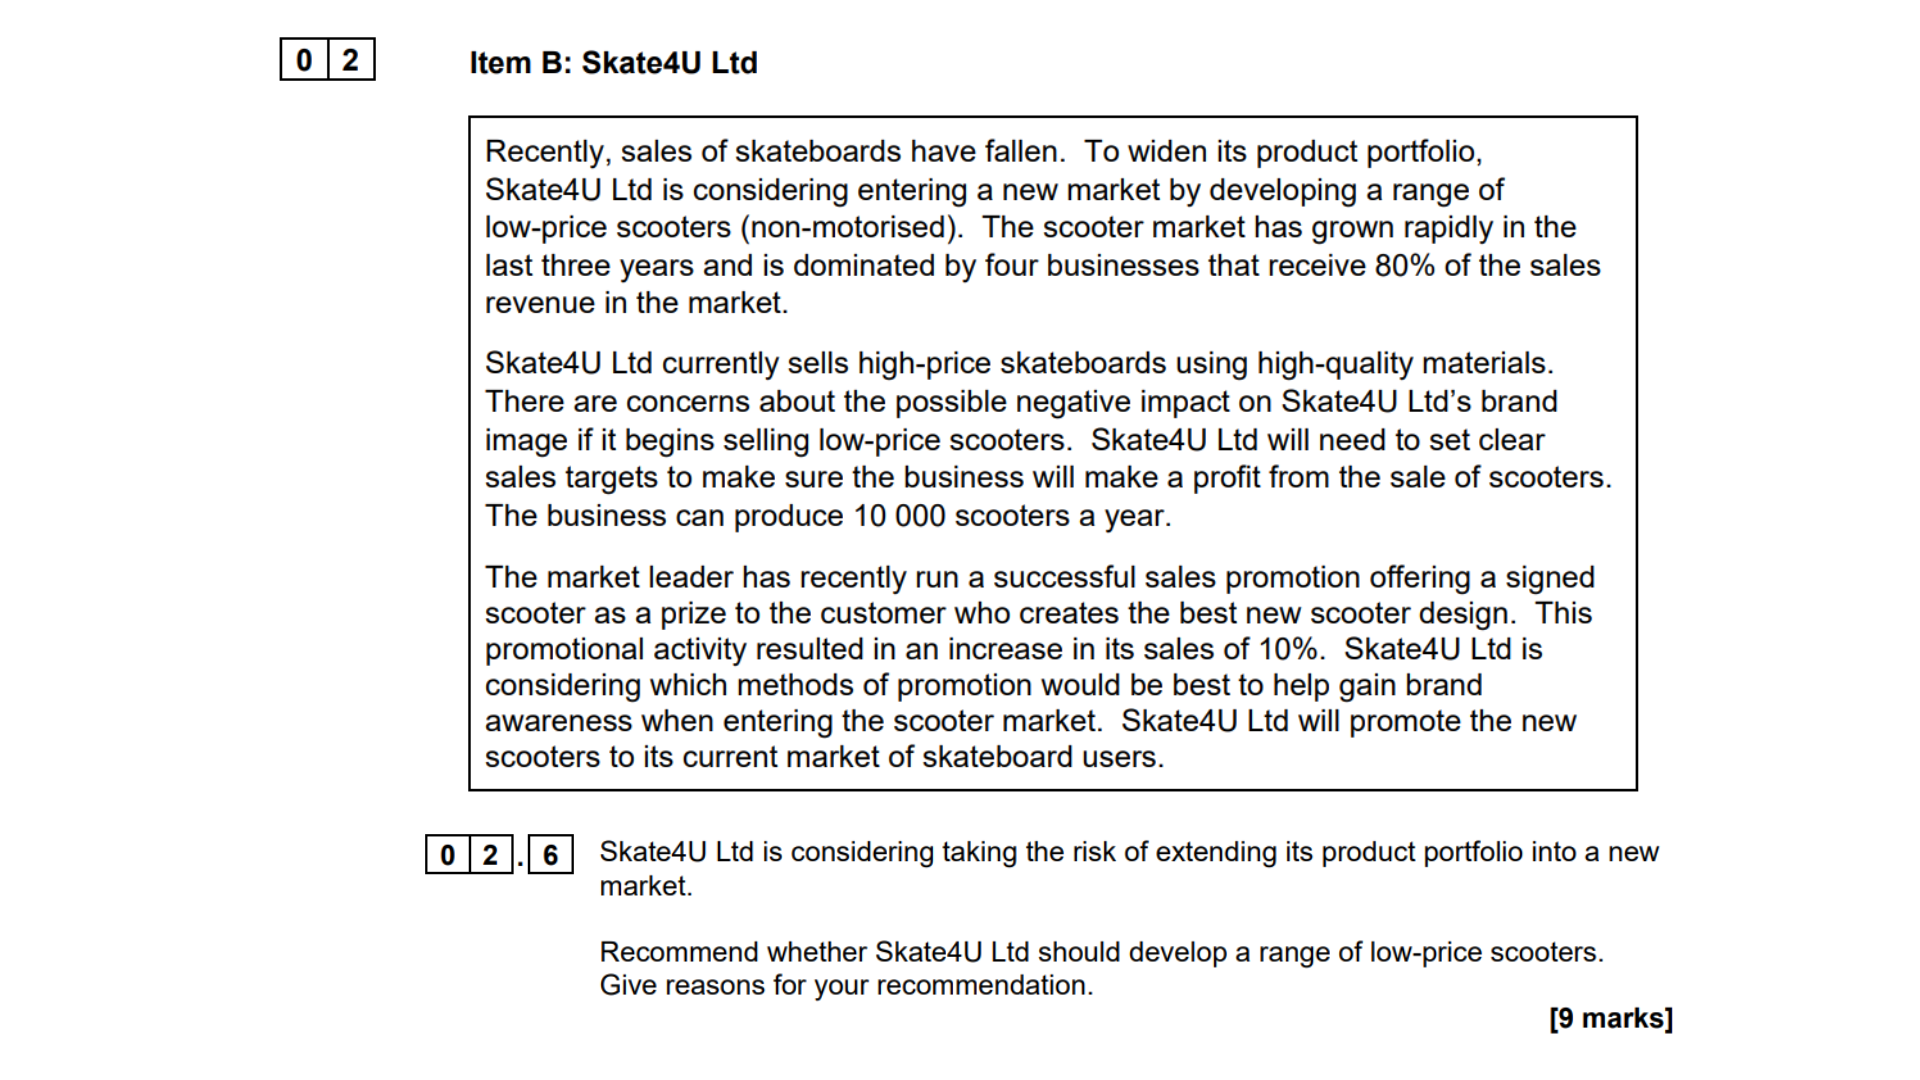 0 2 Item B: Skate4U Ltd
Recently, sales of skateboards have fallen. To widen its product portfolio,
Skate4U Ltd is considering entering a new market by developing a range of
low-price scooters (non-motorised). The scooter market has grown rapidly in the
last three years and is dominated by four businesses that receive 80% of the sales
revenue in the market.
Skate4U Ltd currently sells high-price skateboards using high-quality materials.
There are concerns about the possible negative impact on Skate4U Ltd's brand
image if it begins selling low-price scooters. Skate4U Ltd will need to set clear
sales targets to make sure the business will make a profit from the sale of scooters.
The business can produce 10 000 scooters a year.
The market leader has recently run a successful sales promotion offering a signed
scooter as a prize to the customer who creates the best new scooter design. This
promotional activity resulted in an increase in its sales of 10%. Skate4U Ltd is
considering which methods of promotion would be best to help gain brand
awareness when entering the scooter market. Skate4U Ltd will promote the new
scooters to its current market of skateboard users.
0 2 . 6 Skate4U Ltd is considering taking the risk of extending its product portfolio into a new
market.
Recommend whether Skate4U Ltd should develop a range of low-price scooters.
Give reasons for your recommendation.
[9 marks]